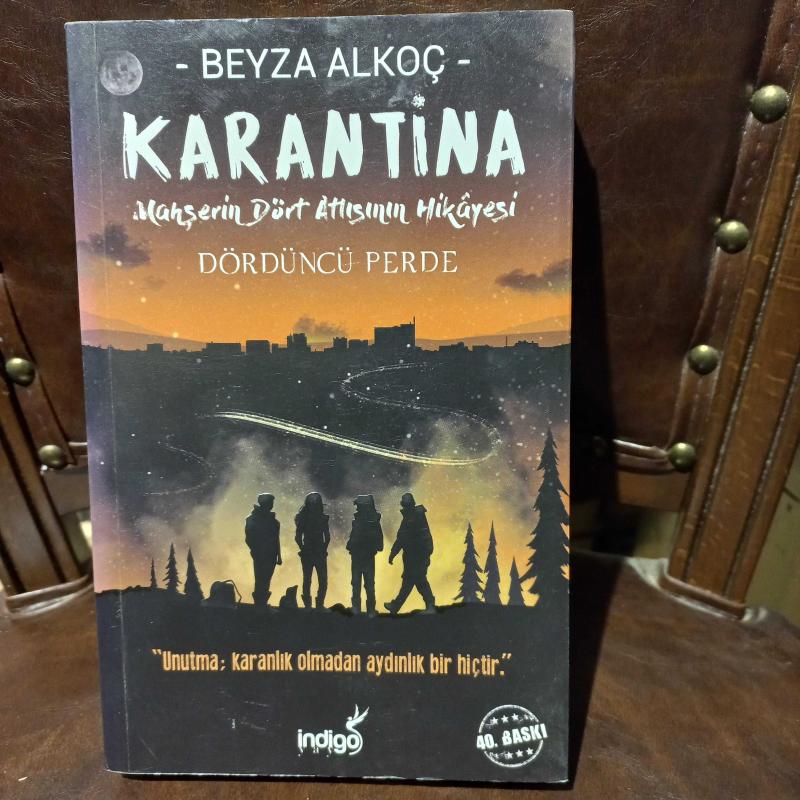 - BEYZA ALKOÇ -
KARANTİNA
Mahşerin Dört Atlısının Hikâyesi
DÖRDÜNCÜ PERDE
“Unutma; karanlık olmadan aydınlık bir hiçtir.”
indigo
40. BASKI